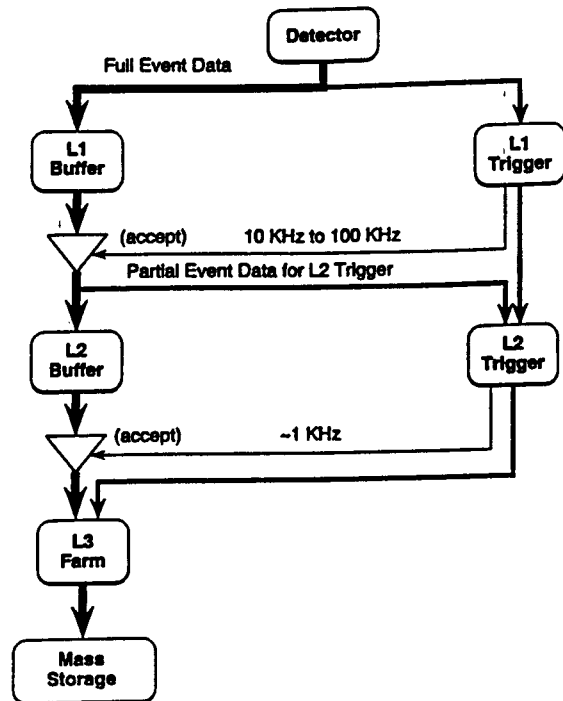 Detector
Full Event Data
L1
Buffer
L1
Trigger
(accept) 10 KHz to 100 KHz
Partial Event Data for L2 Trigger
L2
Buffer
L2
Trigger
(accept) ~1 KHz
L3
Farm
Mass
Storage